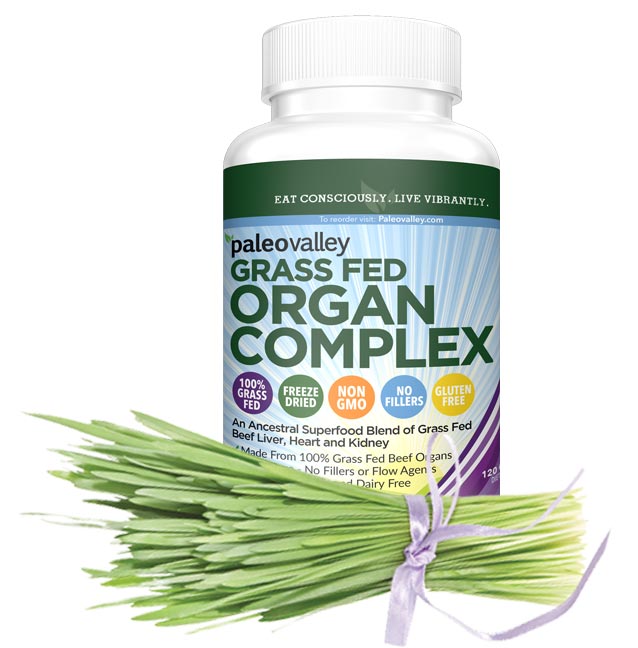 EAT CONSCIOUSLY. LIVE VIBRANTLY.
To reorder visit: Paleovalley.com
paleovalley
GRASS FED
ORGAN
COMPLEX
100% GRASS FED
FREEZE DRIED
NON GMO
NO FILLERS
GLUTEN FREE
An Ancestral Superfood Blend of Grass Fed
Beef Liver, Heart and Kidney
✓Made From 100% Grass Fed Beef Organs
No Fillers or Flow Agents
Dairy Free
120